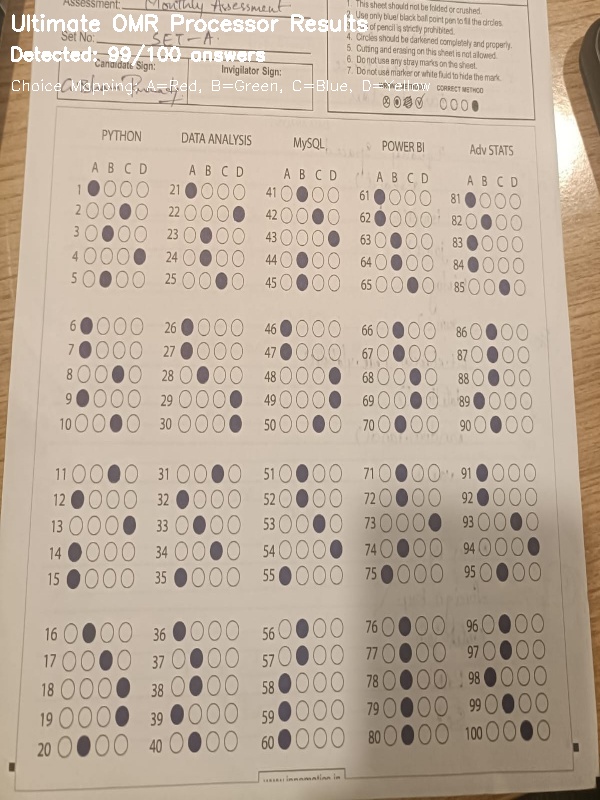 Assessment: Monthly Assessment
Ultimate OMR Processor Results
Set No: SET-A
Detected: 99/100 answers
Candidate Sign:
Invigilator Sign:
Choice Mapping: A=Red, B=Green, C=Blue, D=Yellow
1. This sheet should not be folded or crushed.
2. Use only blue/ black ball point pen to fill the circles.
of pencil is strictly prohibited.
4. Circles should be darkened completely and properly.
5. Cutting and erasing on this sheet is not allowed.
6. Do not use any stray marks on the sheet.
7. Do not use marker or white fluid to hide the mark.
CORRECT METHOD
PYTHON DATA ANALYSIS MySQL POWER BI Adv STATS
A B C D A B C D A B C D A B C D A B C D
1 21 41 61 81
2 22 42 62 82
3 23 43 63 83
4 24 44 64 84
5 25 45 65 85
6 26 46 66 86
7 27 47 67 87
8 28 48 68 88
9 29 49 69 89
10 30 50 70 90
11 31 51 71 91
12 32 52 72 92
13 33 53 73 93
14 34 54 74 94
15 35 55 75 95
16 36 56 76 96
17 37 57 77 97
18 38 58 78 98
19 39 59 79 99
20 40 60 80 100